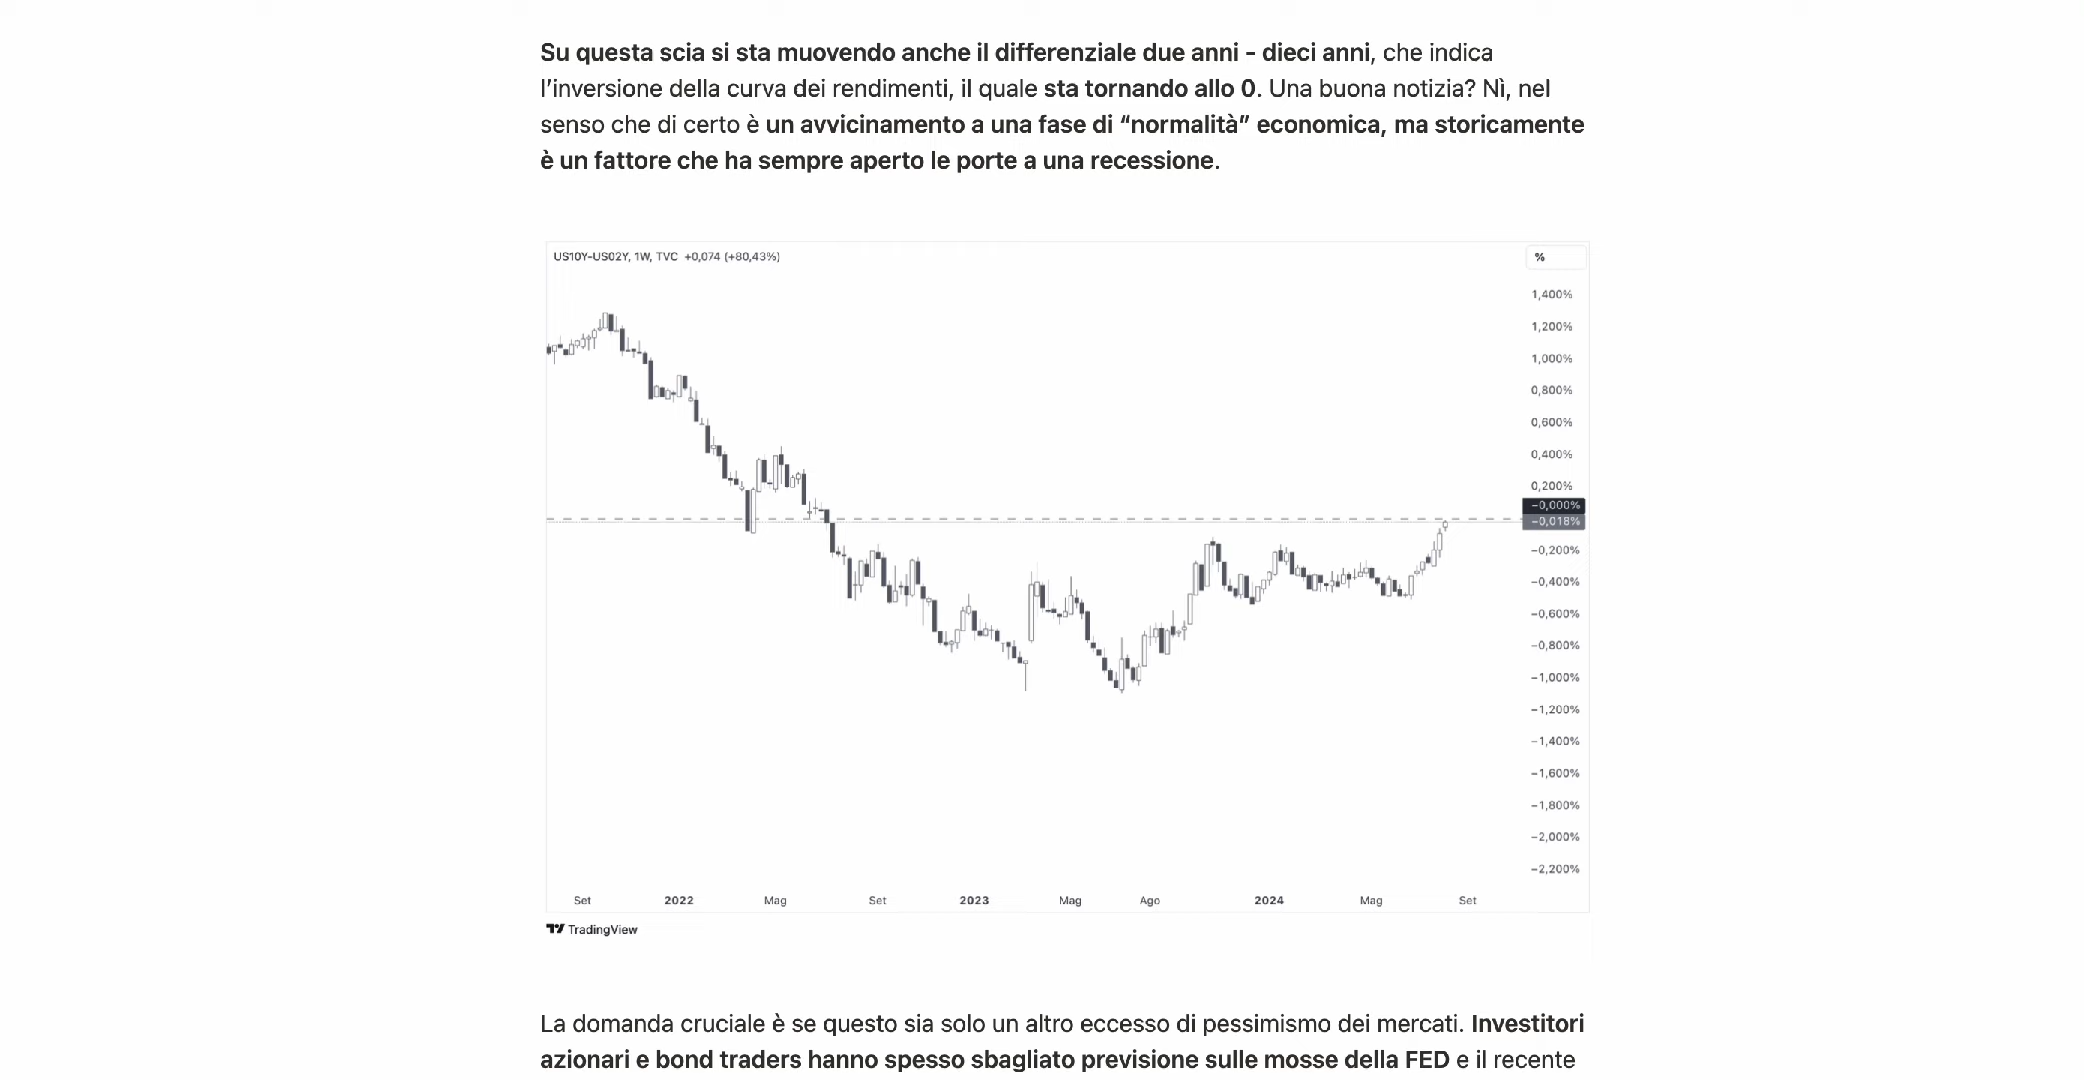 Su questa scia si sta muovendo anche il differenziale due anni - dieci anni, che indica
l’inversione della curva dei rendimenti, il quale sta tornando allo 0. Una buona notizia? Nì, nel
senso che di certo è un avvicinamento a una fase di “normalità” economica, ma storicamente
è un fattore che ha sempre aperto le porte a una recessione.
US10Y-US02Y, 1W, TVC +0,074 (+80,43%)
%
1,400%
1,200%
1,000%
0,800%
0,600%
0,400%
0,200%
−0,000%
−0,018%
−0,200%
−0,400%
−0,600%
−0,800%
−1,000%
−1,200%
−1,400%
−1,600%
−1,800%
−2,000%
−2,200%
Set 2022 Mag Set 2023 Mag Ago 2024 Mag Set
TradingView
La domanda cruciale è se questo sia solo un altro eccesso di pessimismo dei mercati. Investitori
azionari e bond traders hanno spesso sbagliato previsione sulle mosse della FED e il recente